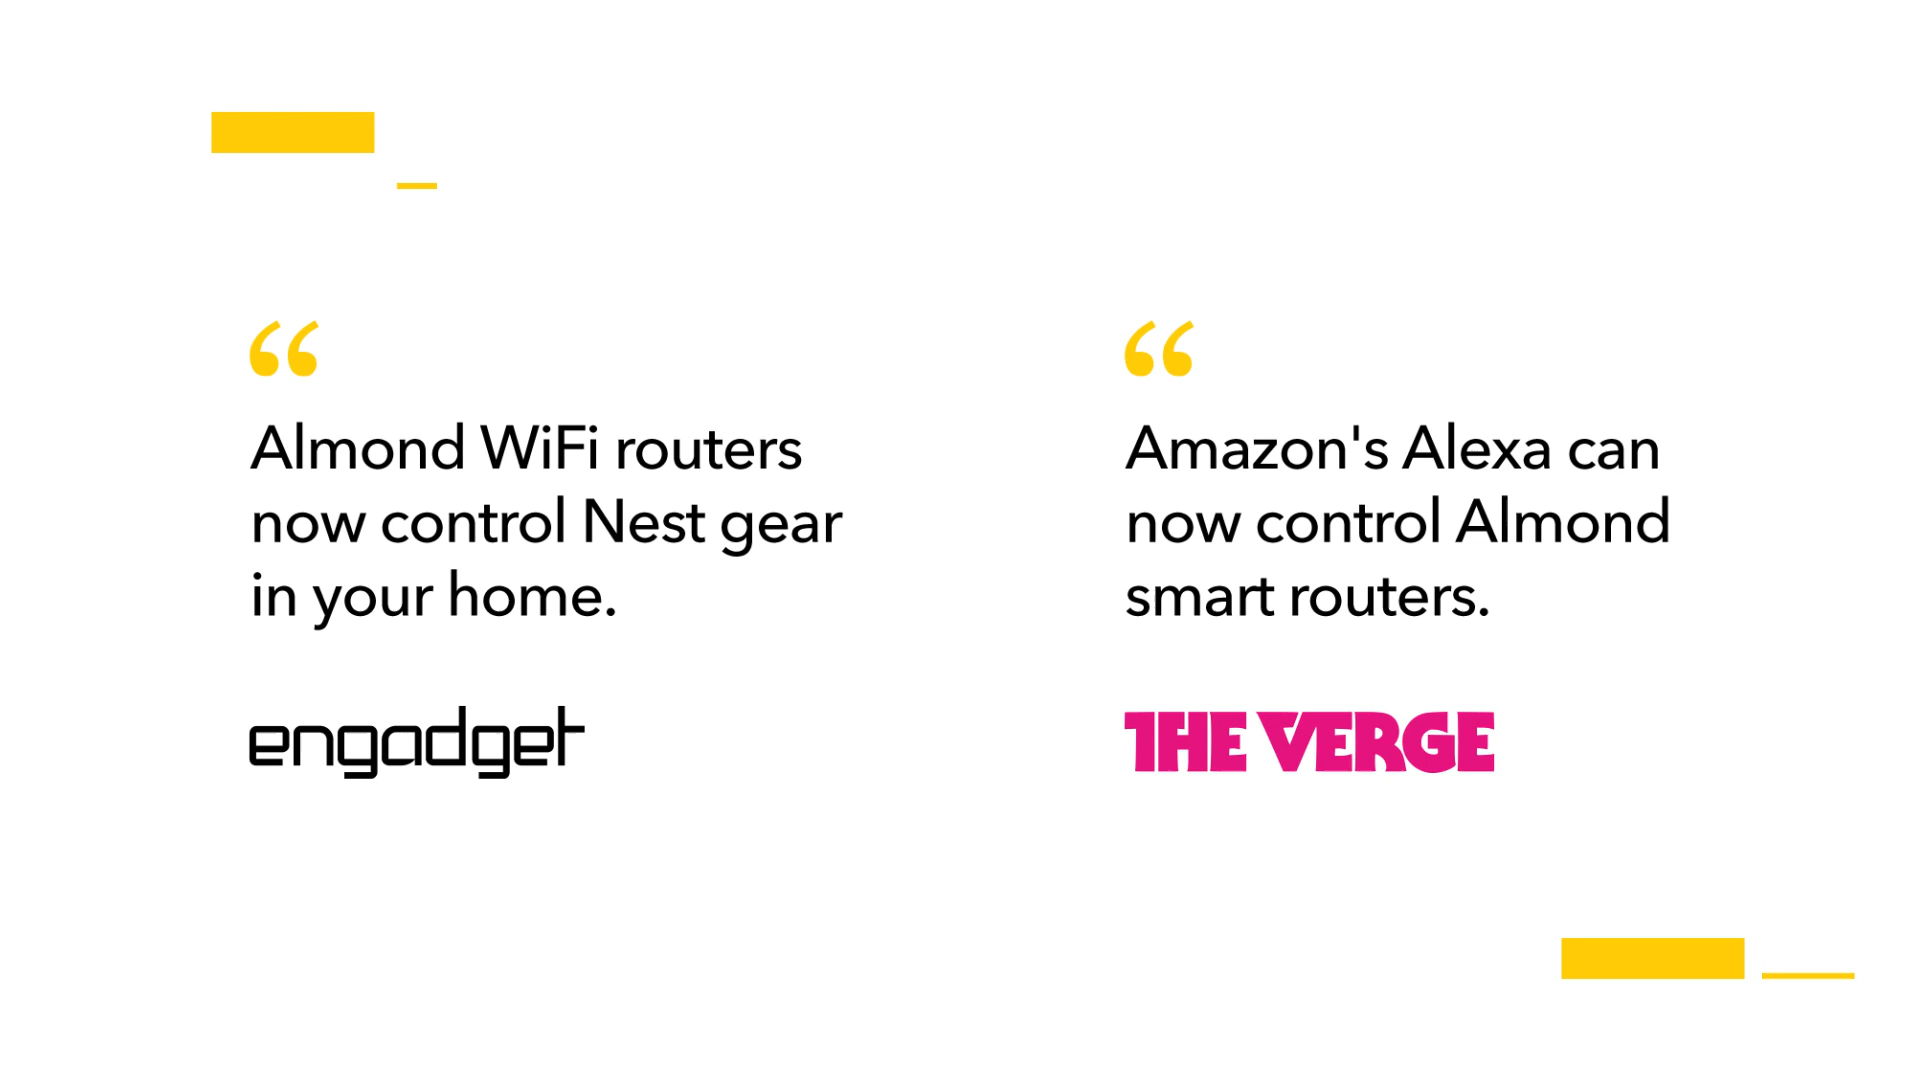 “
Almond WiFi routers
now control Nest gear
in your home.
engadget
“
Amazon's Alexa can
now control Almond
smart routers.
THE VERGE